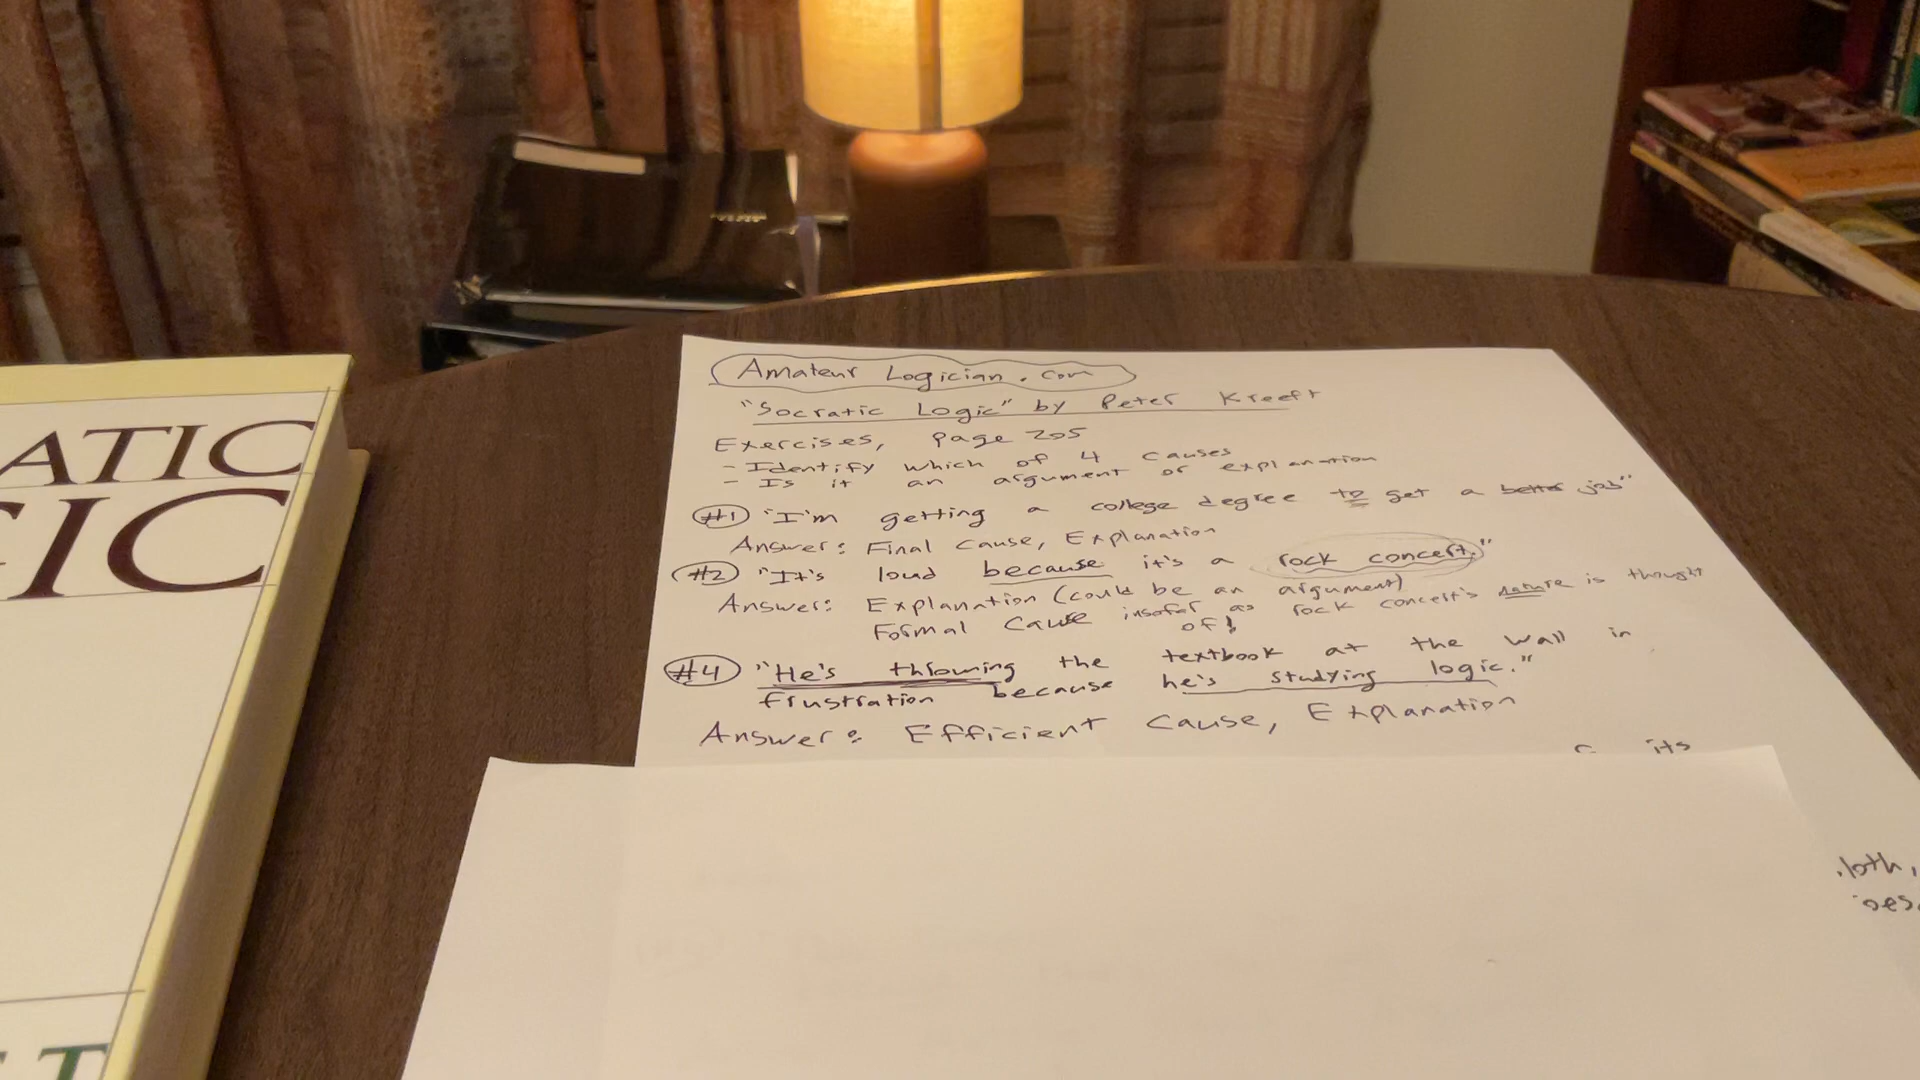 ATIC
GIC
ET
Amateur Logician.com
"Socratic Logic" by Peter Kreeft
Exercises, page 205
- Identify which of 4 causes
- Is it an argument or explanation
#1 "I'm getting a college degree to get a better job"
Answer: Final Cause, Explanation
#2 "It's loud because it's a rock concert."
Answer: Explanation (could be an argument)
Formal Cause insofar as rock concert's nature is thought
of!
#4 "He's throwing the textbook at the wall in
frustration because he's studying logic."
Answer: Efficient Cause, Explanation
its
loth,
oes